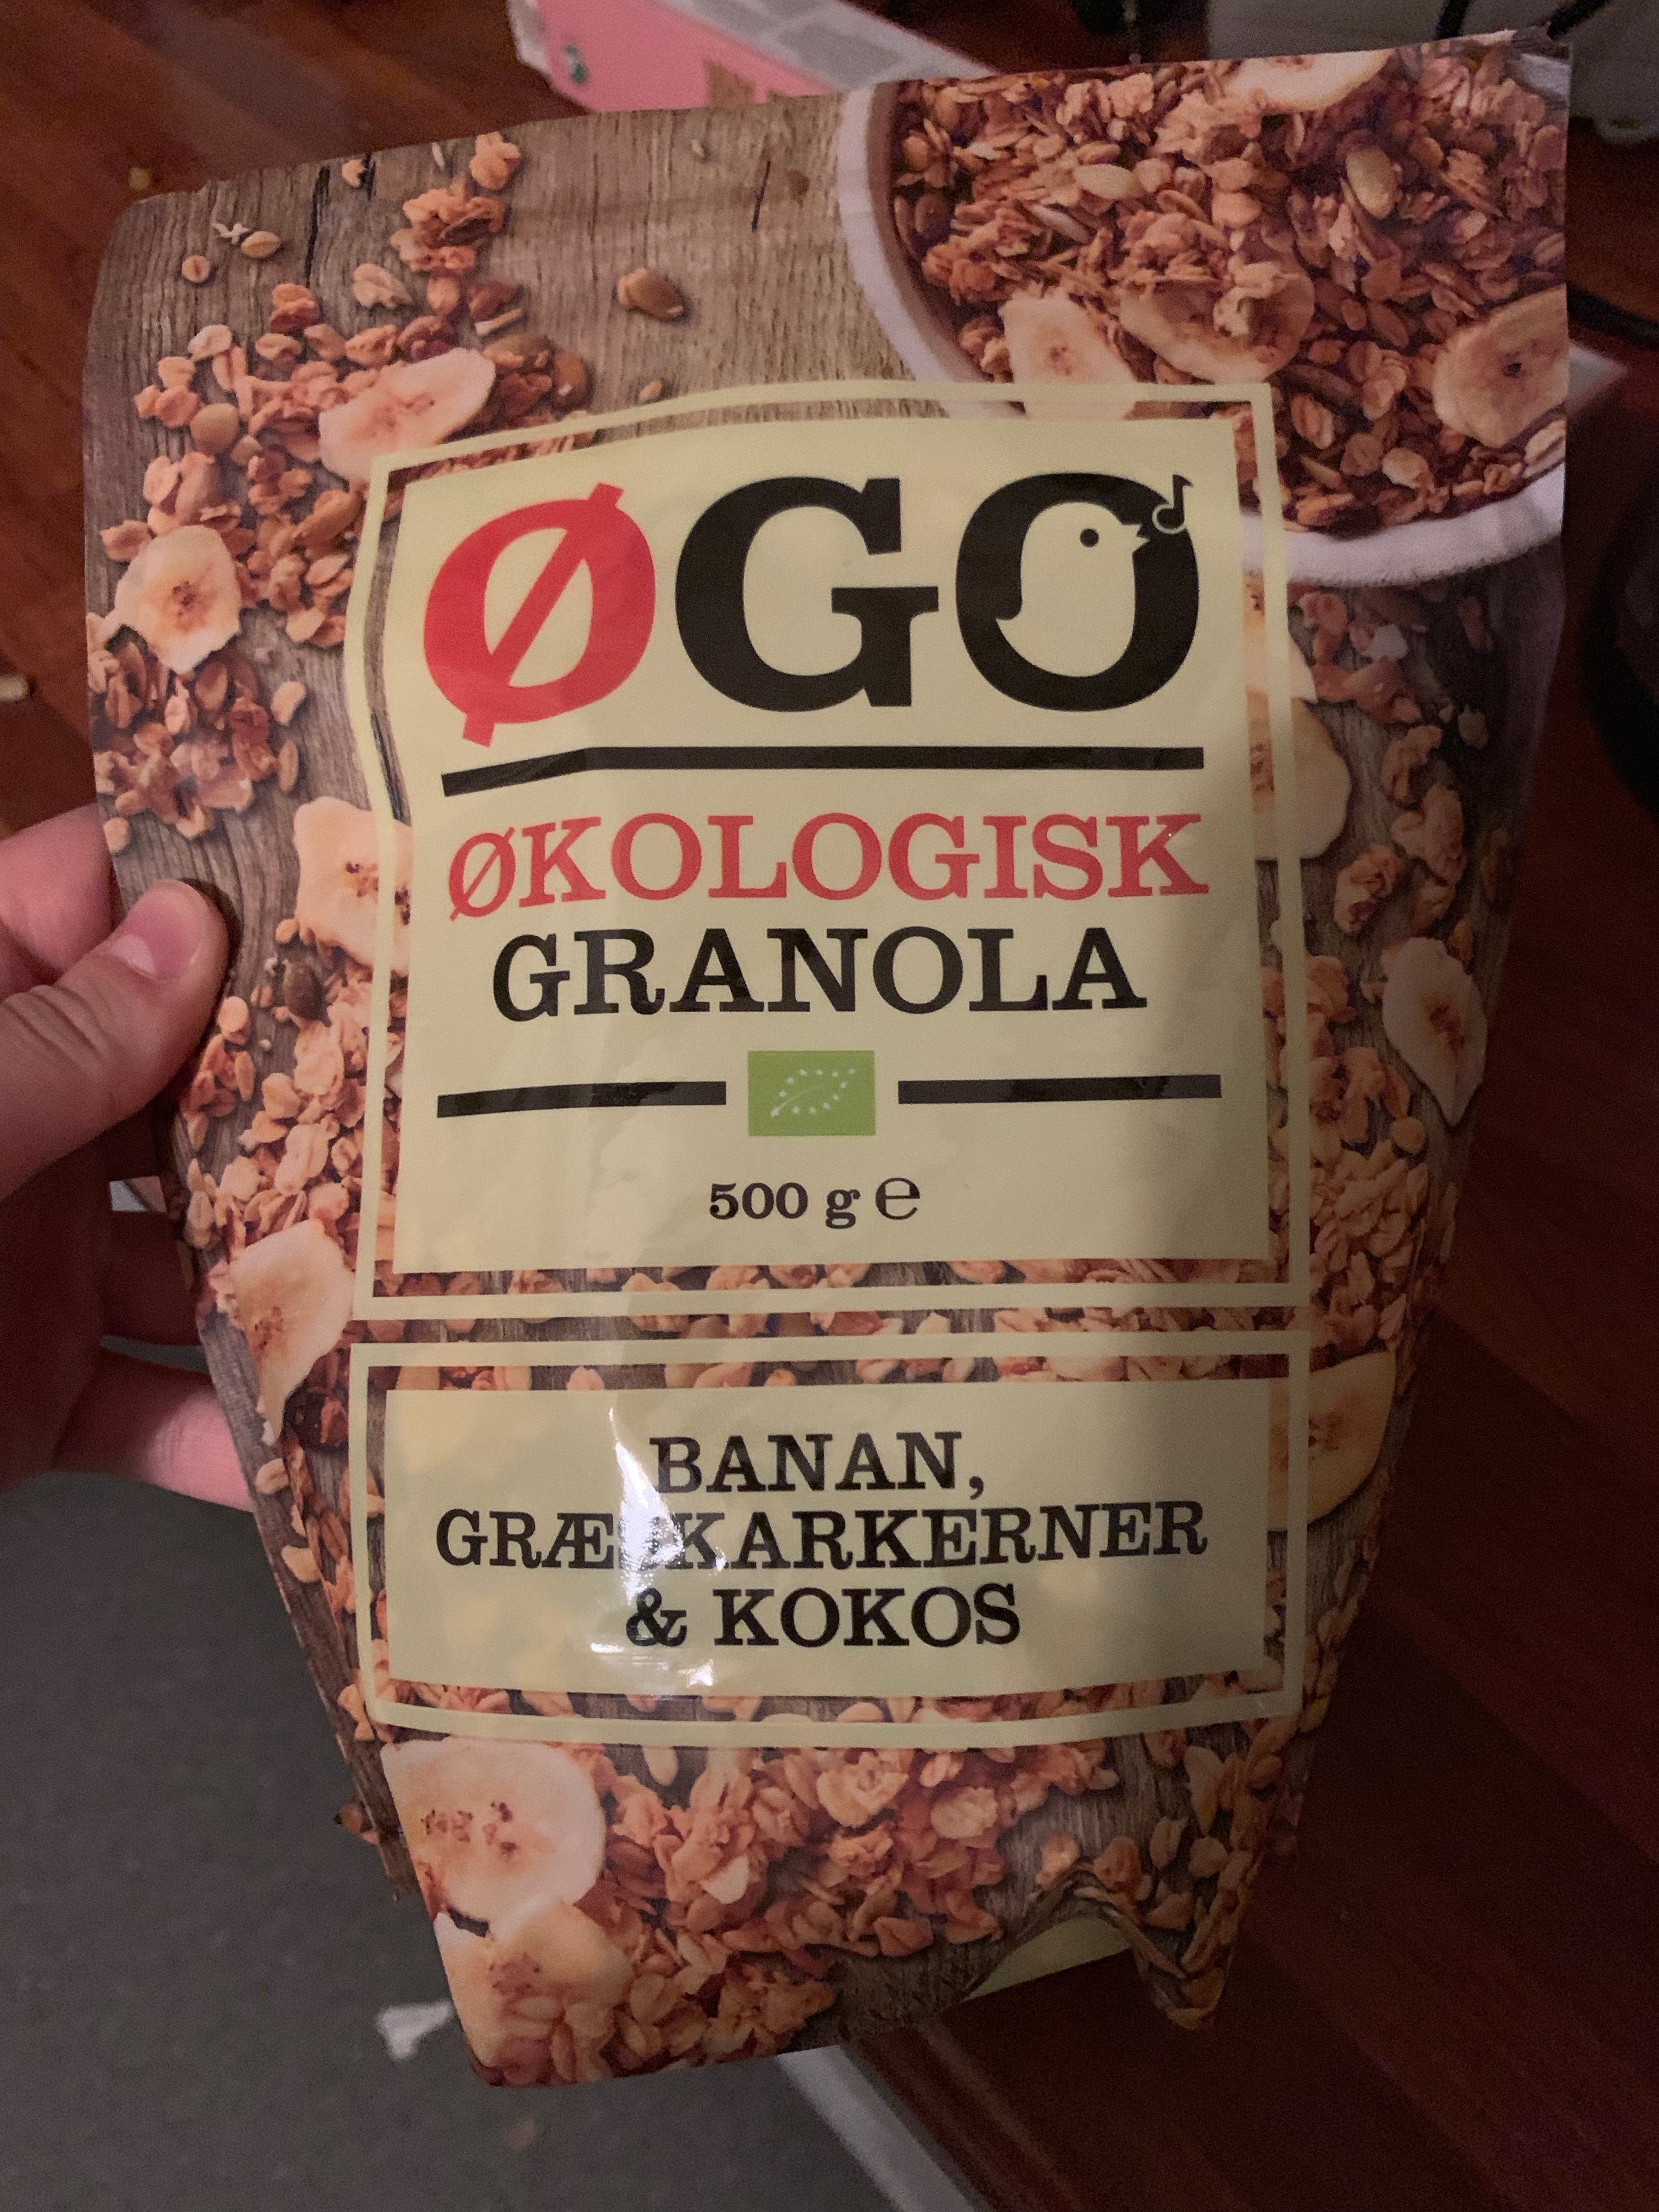 ØGO
ØKOLOGISK
GRANOLA
500 g ℮
BANAN,
GRÆSKARKERNER
& KOKOS